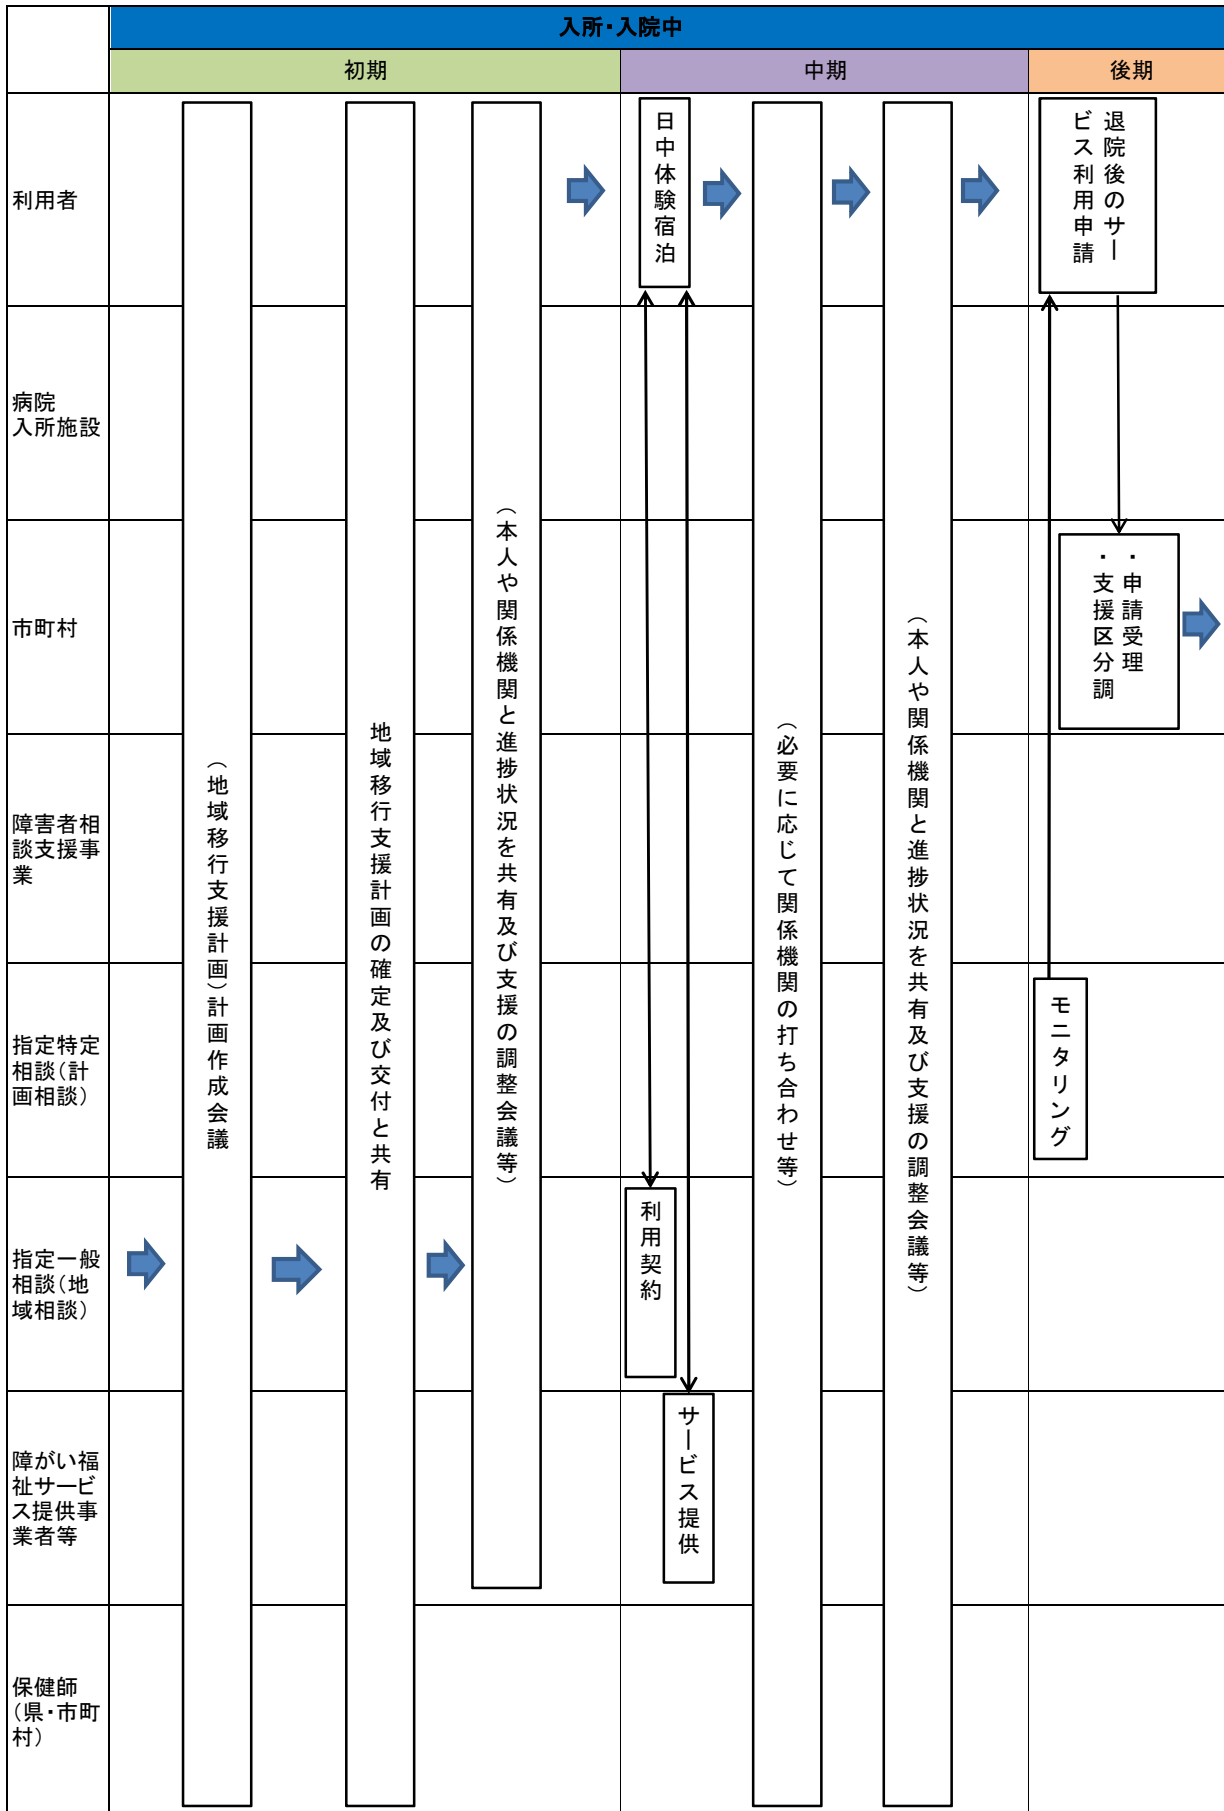 入所・入院中
初期
中期
後期
利用者
病院
入所施設
市町村
障害者相
談支援事
業
指定特定
相談（計
画相談）
指定一般
相談（地
域相談）
障がい福
祉サービ
ス提供事
業者等
保健師
（県・市町
村）
（地域移行支援計画）計画作成会議
地域移行支援計画の確定及び交付と共有
（本人や関係機関と進捗状況を共有及び支援の調整会議等）
日中体験宿泊
利用契約
サービス提供
（必要に応じて関係機関の打ち合わせ等）
（本人や関係機関と進捗状況を共有及び支援の調整会議等）
退院後のサー
ビス利用申請
・申請受理
・支援区分調
モニタリング